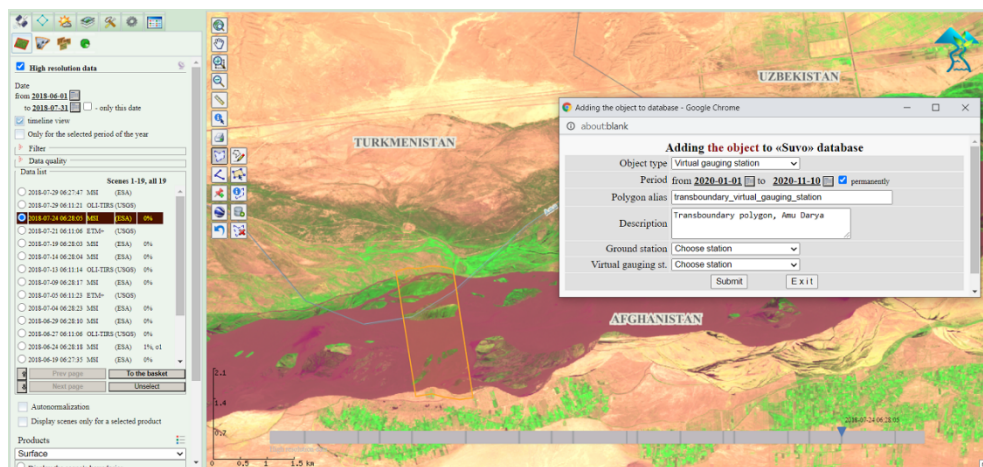 High resolution data
Date
from 2018-06-01
to 2018-07-31 - only this date
timeline view
Only for the selected period of the year
Filter
Data quality
Data list
Scenes 1-19, all 19
2018-07-29 06:27:47 MSI (ESA) 0%
2018-07-29 06:11:21 OLI-TIRS (USGS)
2018-07-24 06:28:05 MSI (ESA) 0%
2018-07-21 06:11:06 ETM+ (USGS)
2018-07-19 06:28:03 MSI (ESA) 0%
2018-07-14 06:28:04 MSI (ESA) 0%
2018-07-13 06:11:14 OLI-TIRS (USGS) 0%
2018-07-09 06:28:17 MSI (ESA) 0%
2018-07-05 06:11:23 ETM+ (USGS)
2018-07-04 06:28:23 MSI (ESA) 0%
2018-06-29 06:28:10 MSI (ESA) 0%
2018-06-27 06:11:06 OLI-TIRS (USGS) 0%
2018-06-24 06:28:18 MSI (ESA) 1%, α1
2018-06-19 06:27:35 MSI (ESA) 0%
Prev page To the basket
Next page Unselect
Autonormalization
Display scenes only for a selected product
Products
Surface
TURKMENISTAN
UZBEKISTAN
AFGHANISTAN
2.1
1.4
0.7
0 0.5 1 1.5 km
2018-07-24 06:28:05
Adding the object to database - Google Chrome
about:blank
Adding the object to «Suvo» database
Object type Virtual gauging station
Period from 2020-01-01 to 2020-11-10 permanently
Polygon alias transboundary_virtual_gauging_station
Description Transboundary polygon, Amu Darya
Ground station Choose station
Virtual gauging st. Choose station
Submit Exit